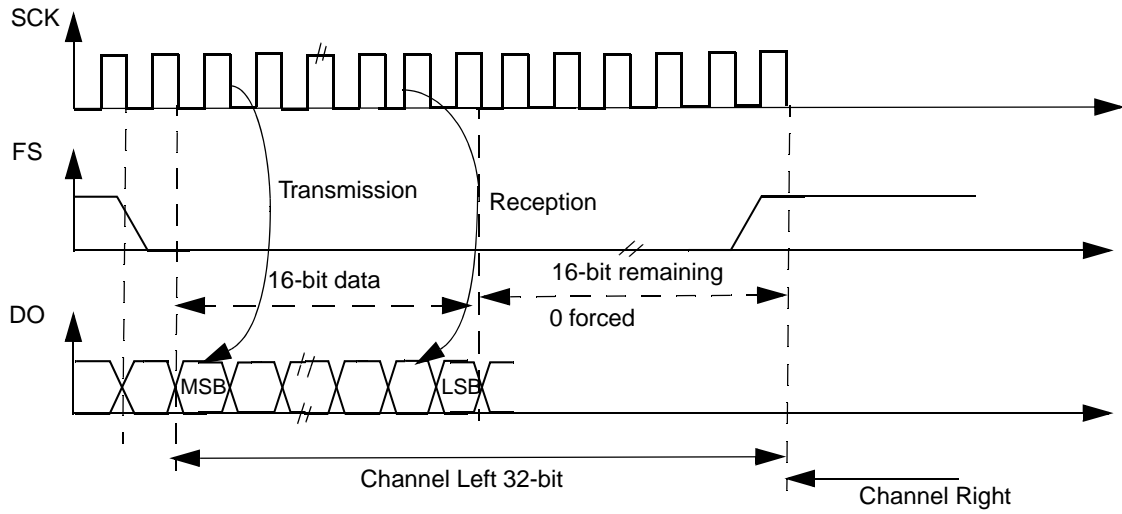 SCK
FS
Transmission
Reception
16-bit data
16-bit remaining
0 forced
DO
MSB
LSB
Channel Left 32-bit
Channel Right